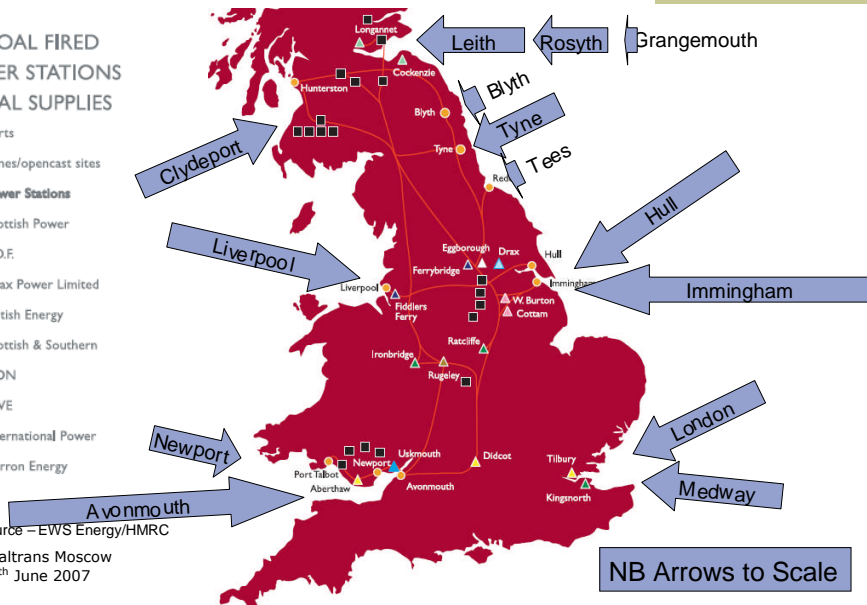 OAL FIRED
ER STATIONS
AL SUPPLIES
rts
nes/opencast sites
wer Stations
ottish Power
D.F.
ax Power Limited
tish Energy
ottish & Southern
ON
VE
ernational Power
rron Energy
Longannet
Leith
Rosyth
Grangemouth
Cockenzie
Hunterston
Blyth
Blyth
Tyne
Tyne
Clydeport
Tees
Red
Hull
Liverpool
Eggborough
Drax
Hull
Ferrybridge
Immingham
Immingham
Liverpool
Fiddlers
Ferry
W. Burton
Cottam
Ratcliffe
Ironbridge
Rugeley
London
Newport
Uskmouth
Didcot
Tilbury
Newport
Port Talbot
Aberthaw
Avonmouth
Kingsnorth
Medway
Avonmouth
urce – EWS Energy/HMRC
altrans Moscow
th June 2007
NB Arrows to Scale